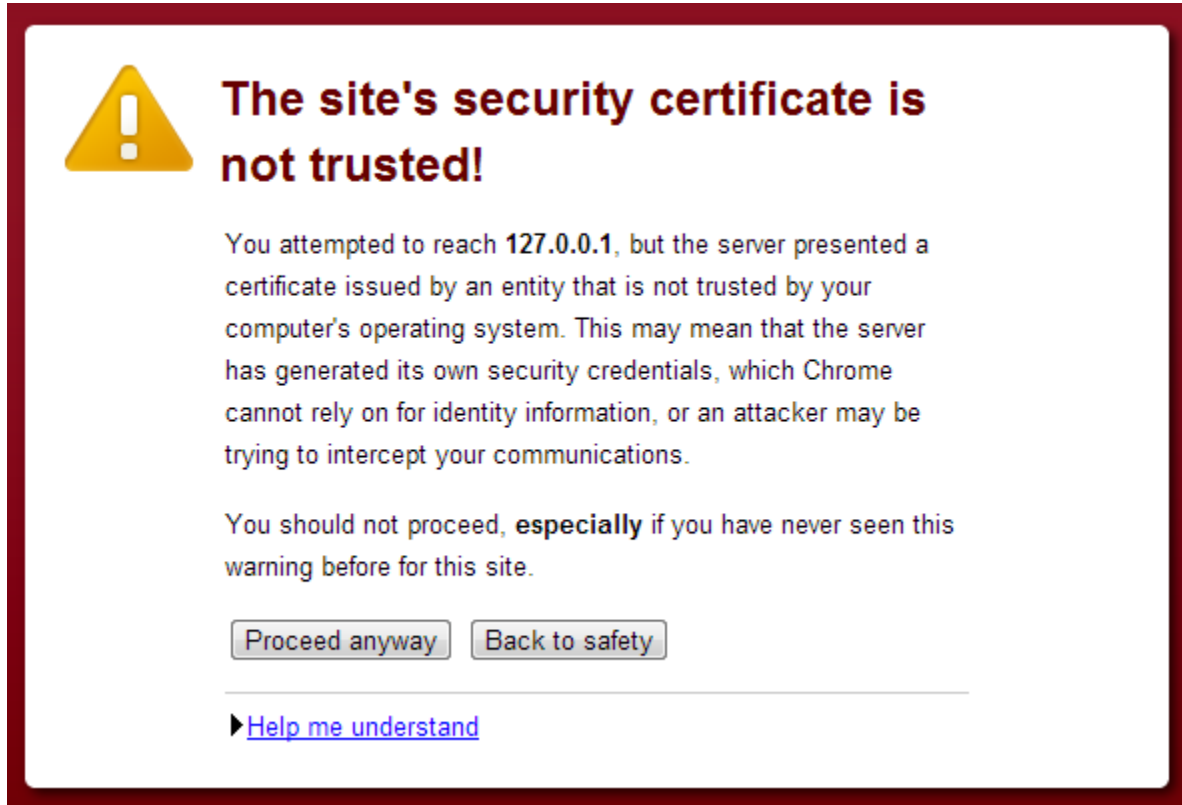 The site's security certificate is
not trusted!
You attempted to reach 127.0.0.1, but the server presented a
certificate issued by an entity that is not trusted by your
computer's operating system. This may mean that the server
has generated its own security credentials, which Chrome
cannot rely on for identity information, or an attacker may be
trying to intercept your communications.
You should not proceed, especially if you have never seen this
warning before for this site.
Proceed anyway Back to safety
Help me understand